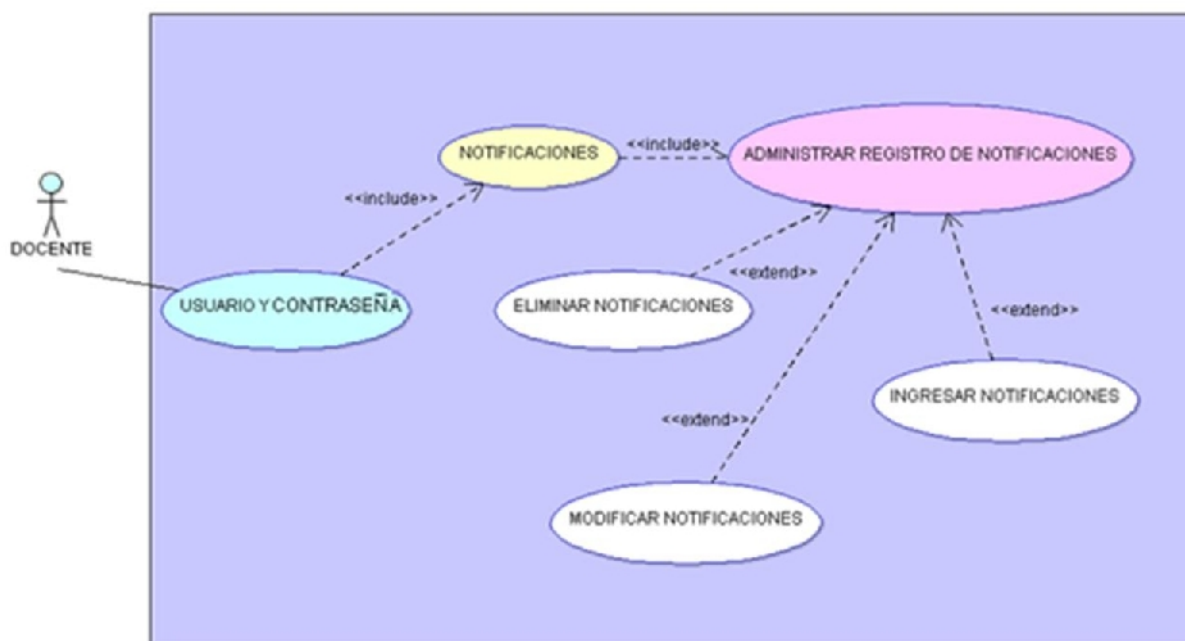 NOTIFICACIONES
<<include>>
ADMINISTRAR REGISTRO DE NOTIFICACIONES
<<include>>
DOCENTE
USUARIO Y CONTRASEÑA
<<extend>>
ELIMINAR NOTIFICACIONES
<<extend>>
INGRESAR NOTIFICACIONES
<<extend>>
MODIFICAR NOTIFICACIONES